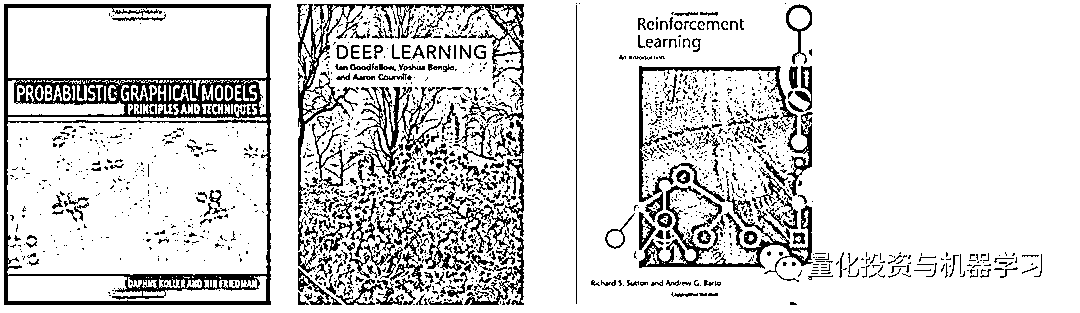 PROBABILISTIC GRAPHICAL MODELS
PRINCIPLES AND TECHNIQUES
DAPHNE KOLLER AND NIR FRIEDMAN
DEEP LEARNING
Ian Goodfellow, Yoshua Bengio,
and Aaron Courville
Reinforcement
Learning
An Introduction
Richard S. Sutton and Andrew G. Barto
量化投资与机器学习